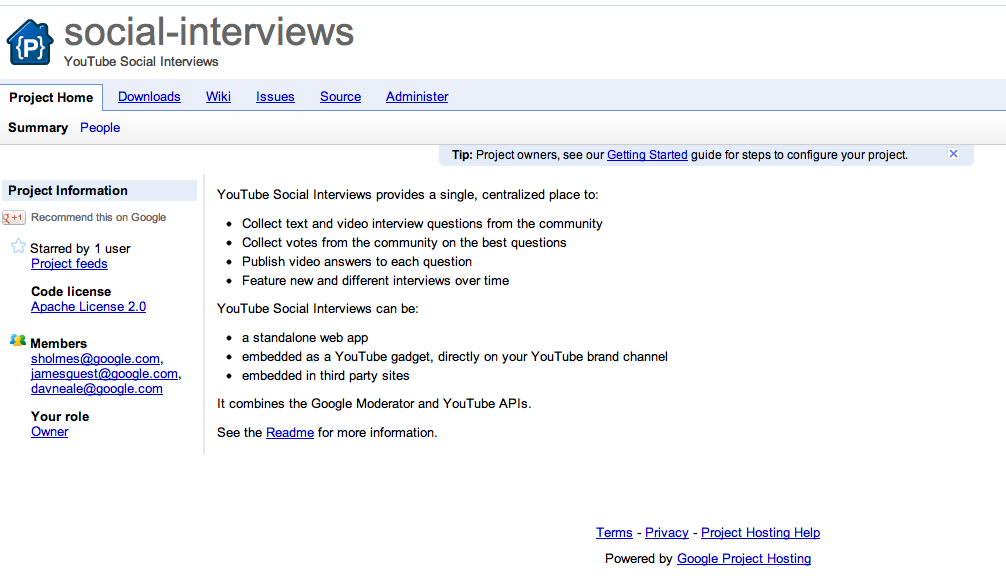 {P}
social-interviews
YouTube Social Interviews
Project Home Downloads Wiki Issues Source Administer
Summary People
Tip: Project owners, see our Getting Started guide for steps to configure your project.
Project Information
g +1 Recommend this on Google
Starred by 1 user
Project feeds
Code license
Apache License 2.0
Members
sholmes@google.com,
jamesguest@google.com,
davneale@google.com
Your role
Owner
YouTube Social Interviews provides a single, centralized place to:
• Collect text and video interview questions from the community
• Collect votes from the community on the best questions
• Publish video answers to each question
• Feature new and different interviews over time
YouTube Social Interviews can be:
• a standalone web app
• embedded as a YouTube gadget, directly on your YouTube brand channel
• embedded in third party sites
It combines the Google Moderator and YouTube APIs.
See the Readme for more information.
Terms - Privacy - Project Hosting Help
Powered by Google Project Hosting